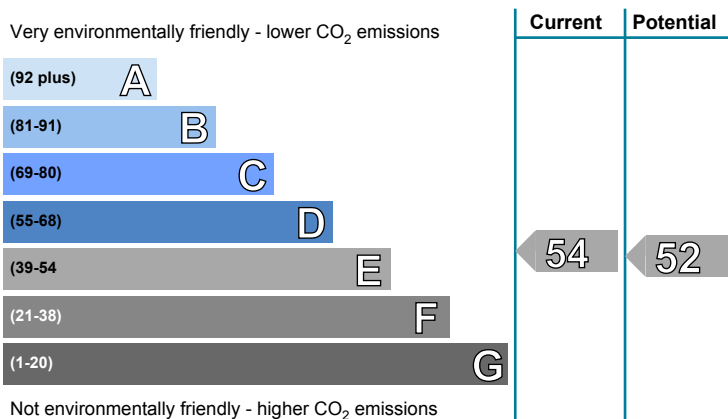 Current Potential
Very environmentally friendly - lower CO2 emissions
(92 plus) A
(81-91) B
(69-80) C
(55-68) D
(39-54 E
54 52
(21-38) F
(1-20) G
Not environmentally friendly - higher CO2 emissions